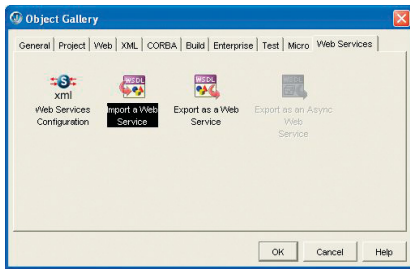 Object Gallery
General Project Web XML CORBA Build Enterprise Test Micro Web Services
S
xml
Web Services
Configuration
WSDL
Import a Web
Service
WSDL
Export as a Web
Service
Export as an Async
Web
Service
OK Cancel Help